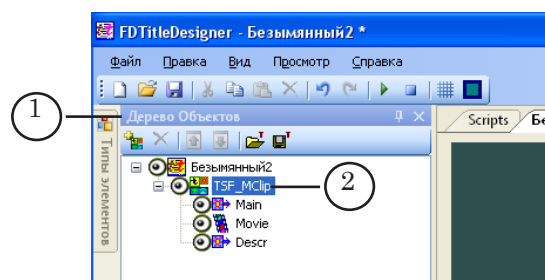 FDTitleDesigner - Безымянный2 *
Файл Правка Вид Просмотр Справка
1
Дерево Объектов
Scripts Бе
Типы элементов
Безымянный2
TSF_MClip
2
Main
Movie
Descr